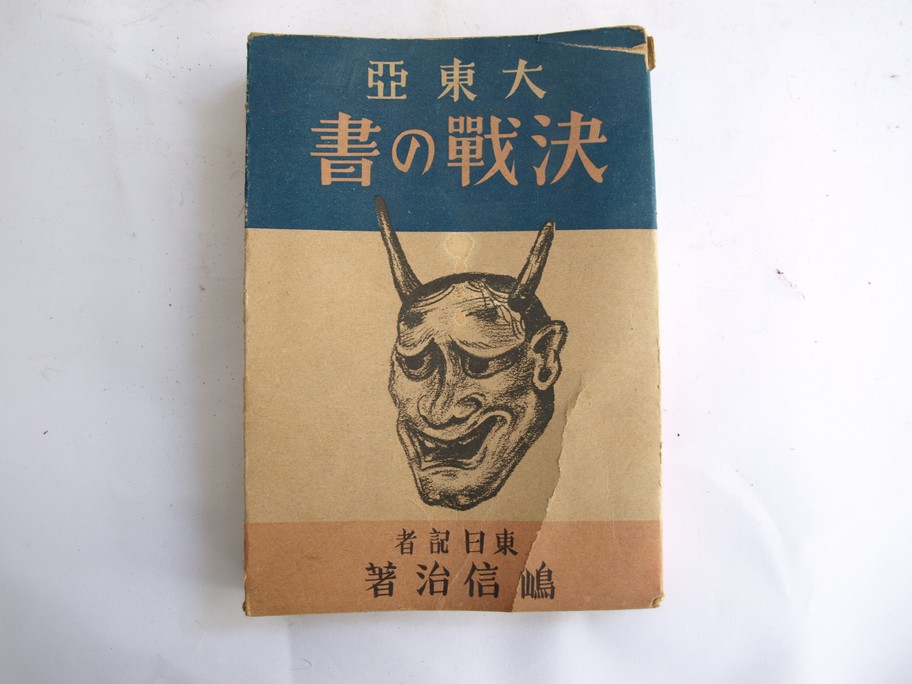 大東亞
決戰の書
東日記者
嶋信治著